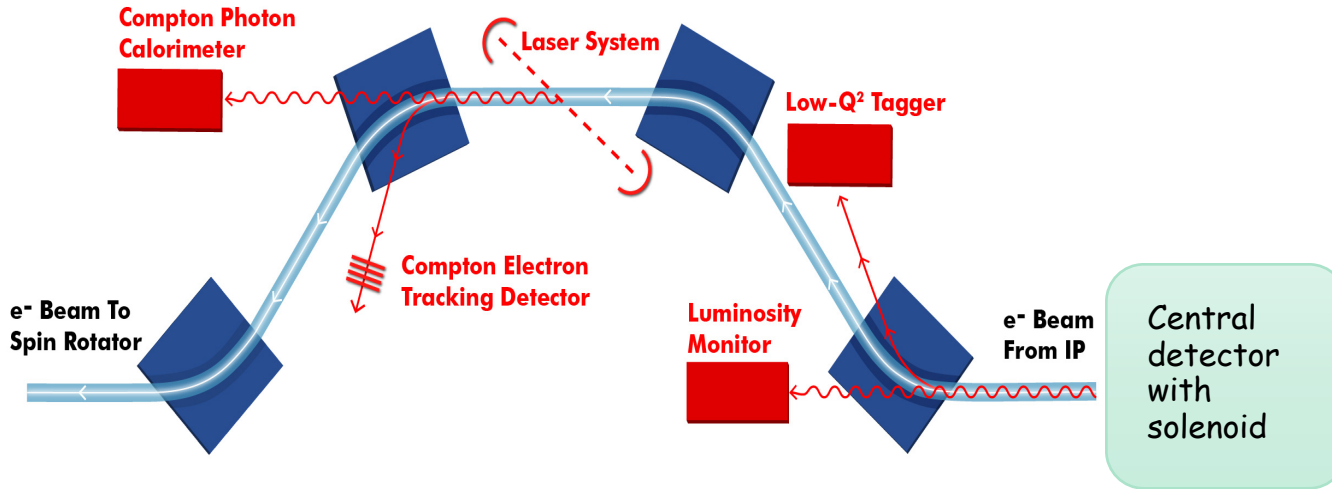 Compton Photon
Calorimeter
Laser System
Low-Q² Tagger
Compton Electron
Tracking Detector
e- Beam To
Spin Rotator
Luminosity
Monitor
e- Beam
From IP
Central
detector
with
solenoid